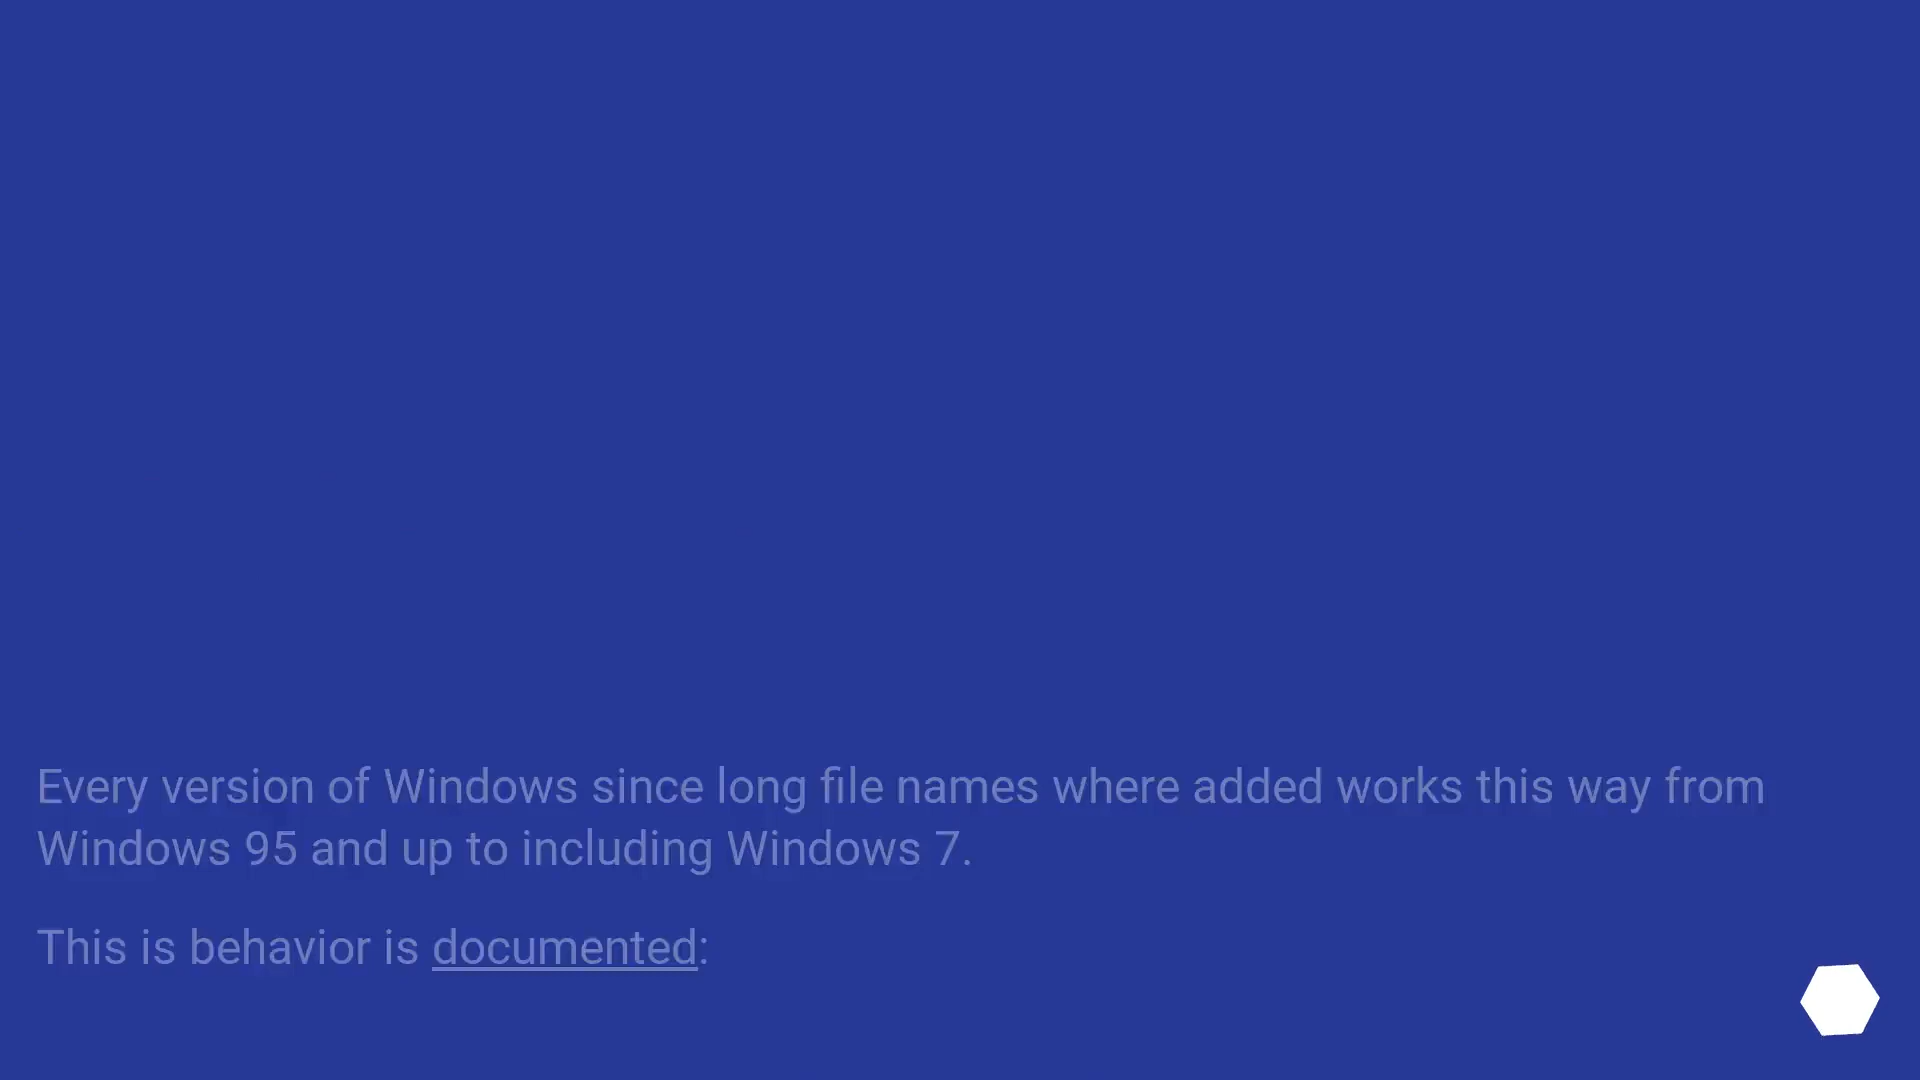 Every version of Windows since long file names where added works this way from
Windows 95 and up to including Windows 7.
This is behavior is documented: